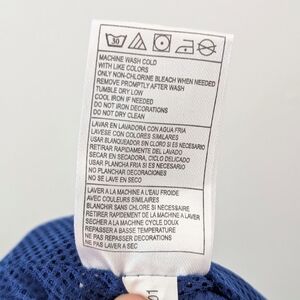 30
MACHINE WASH COLD
WITH LIKE COLORS
ONLY NON-CHLORINE BLEACH WHEN NEEDED
REMOVE PROMPTLY AFTER WASH
TUMBLE DRY LOW
COOL IRON IF NEEDED
DO NOT IRON DECORATIONS
DO NOT DRY CLEAN
LAVAR EN LAVADORA CON AGUA FRIA
LAVESE CON COLORES SIMILARES
USAR BLANQUEADOR SIN CLORO SI ES NECESARIO
RETIRAR RAPIDAMENTE DEL LAVADO
SECAR EN SECADORA, CICLO DELICADO
USAR PLANCHA TIBIA SI ES NECESARIO
NO PLANCHAR DECORACIONES
NO SE LAVE EN SECO
LAVER A LA MACHINE A L'EAU FROIDE
AVEC COULEURS SIMILAIRES
BLANCHIR SANS CHLORE SI NECESSAIRE
RETIRER RAPIDEMENT DE LA MACHINE A LAVER
SECHER A LA MACHINE CYCLE DOUX
REPASSER A BASSE TEMPERATURE
NE PAS REPASSER DECORATIONS
NE PAS LAVER A SEC